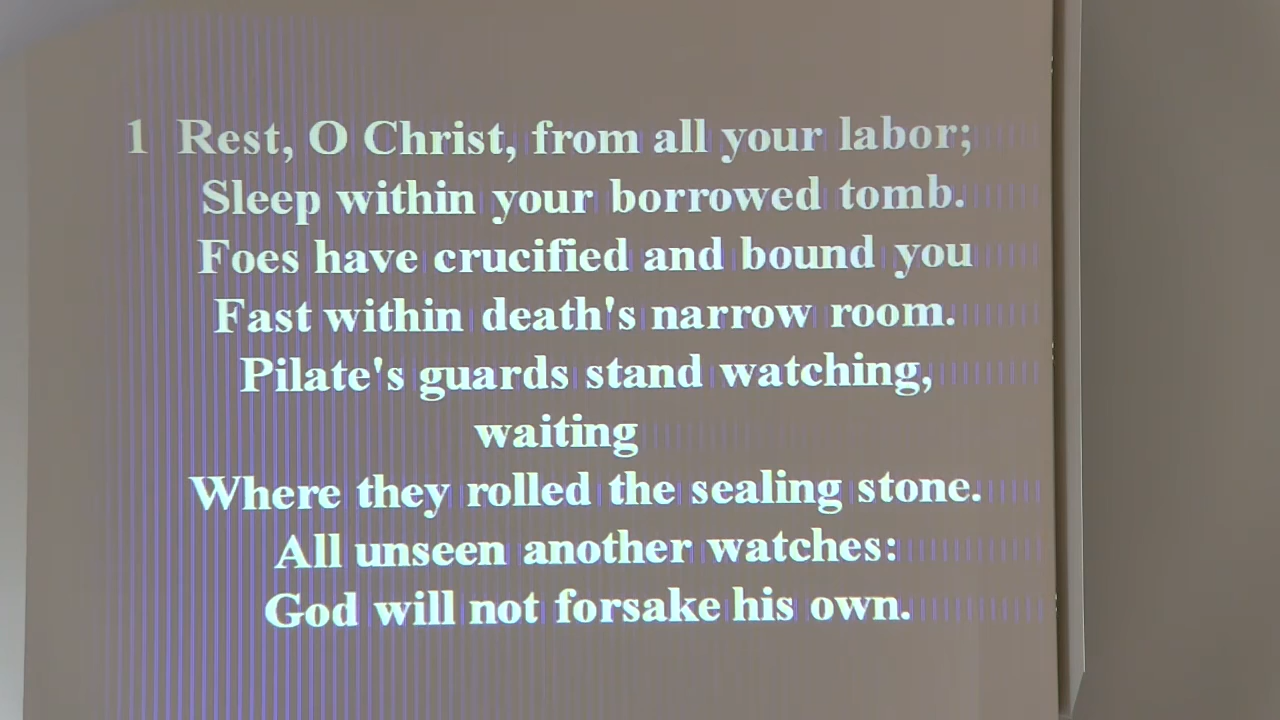 1 Rest, O Christ, from all your labor;
Sleep within your borrowed tomb.
Foes have crucified and bound you
Fast within death's narrow room.
Pilate's guards stand watching,
waiting
Where they rolled the sealing stone.
All unseen another watches:
God will not forsake his own.